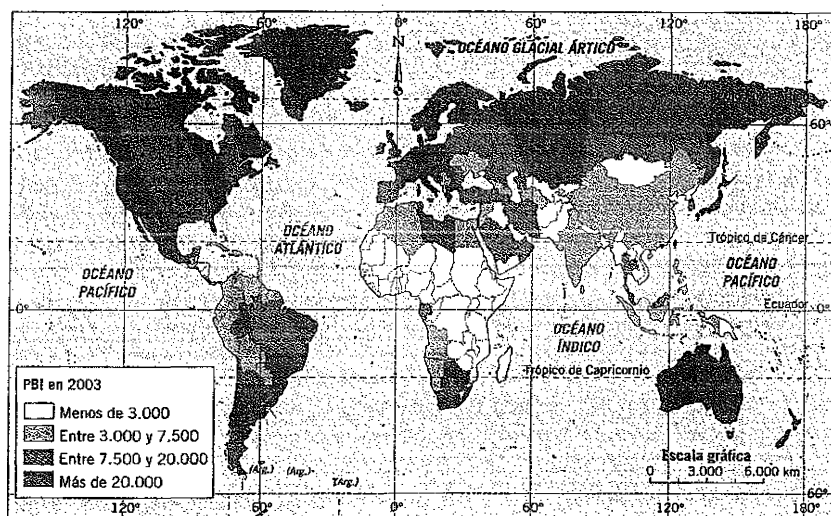 120°
60°
0°
60°
120°
180°
N
OCÉANO GLACIAL ÁRTICO
60°
OCÉANO
ATLÁNTICO
Trópico de Cáncer
OCÉANO
PACÍFICO
OCÉANO
PACÍFICO
0°
Ecuador
0°
OCÉANO
ÍNDICO
Trópico de Capricornio
PBI en 2003
Menos de 3.000
Entre 3.000 y 7.500
Entre 7.500 y 20.000
Más de 20.000
(Arg.)
(Arg.)
(Arg.)
Escala gráfica
0 3.000 6.000 km
120°
60°
0°
60°
120°
180°
60°